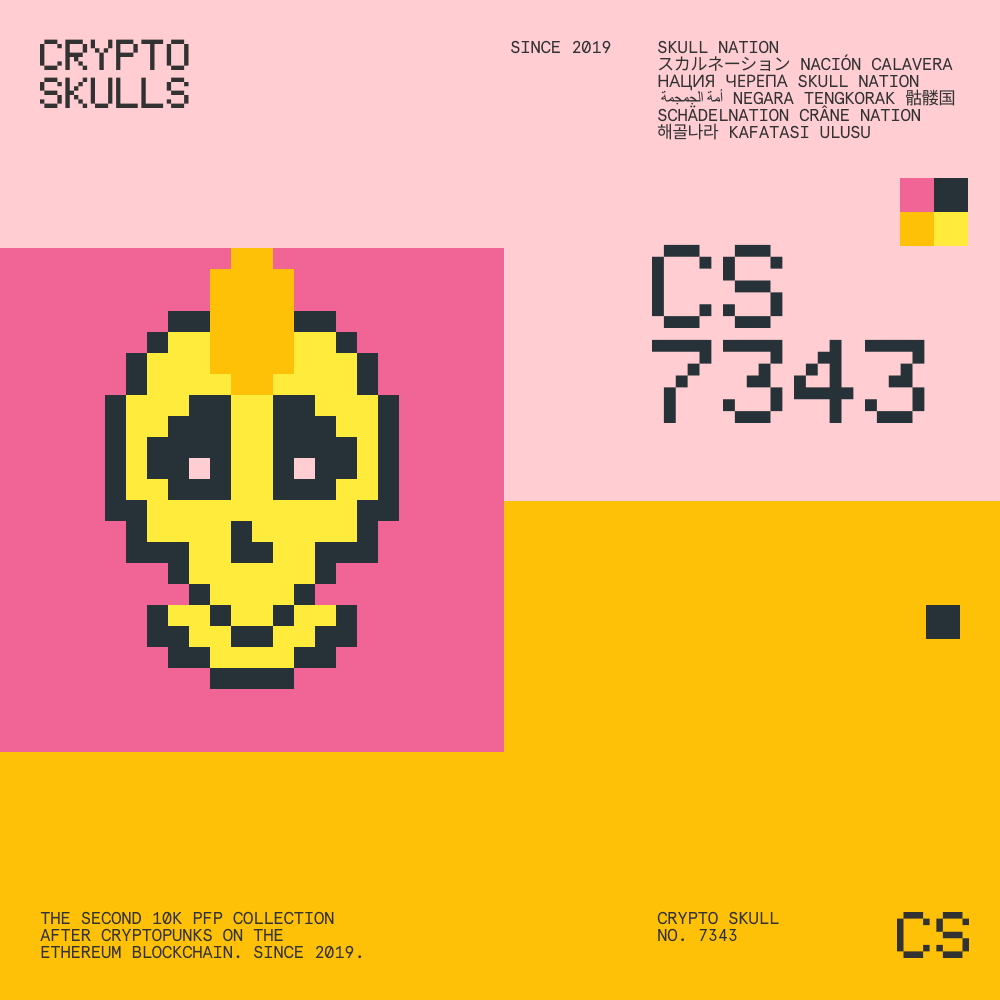 CRYPTO
SKULLS
SINCE 2019
SKULL NATION
スカルネーション NACIÓN CALAVERA
НАЦИЯ ЧЕРЕПА SKULL NATION
أمة الجمجمة NEGARA TENGKORAK 骷髅国
SCHÄDELNATION CRÂNE NATION
해골나라 KAFATASI ULUSU
CS
7343
THE SECOND 10K PFP COLLECTION
AFTER CRYPTOPUNKS ON THE
ETHEREUM BLOCKCHAIN. SINCE 2019.
CRYPTO SKULL
NO. 7343
CS